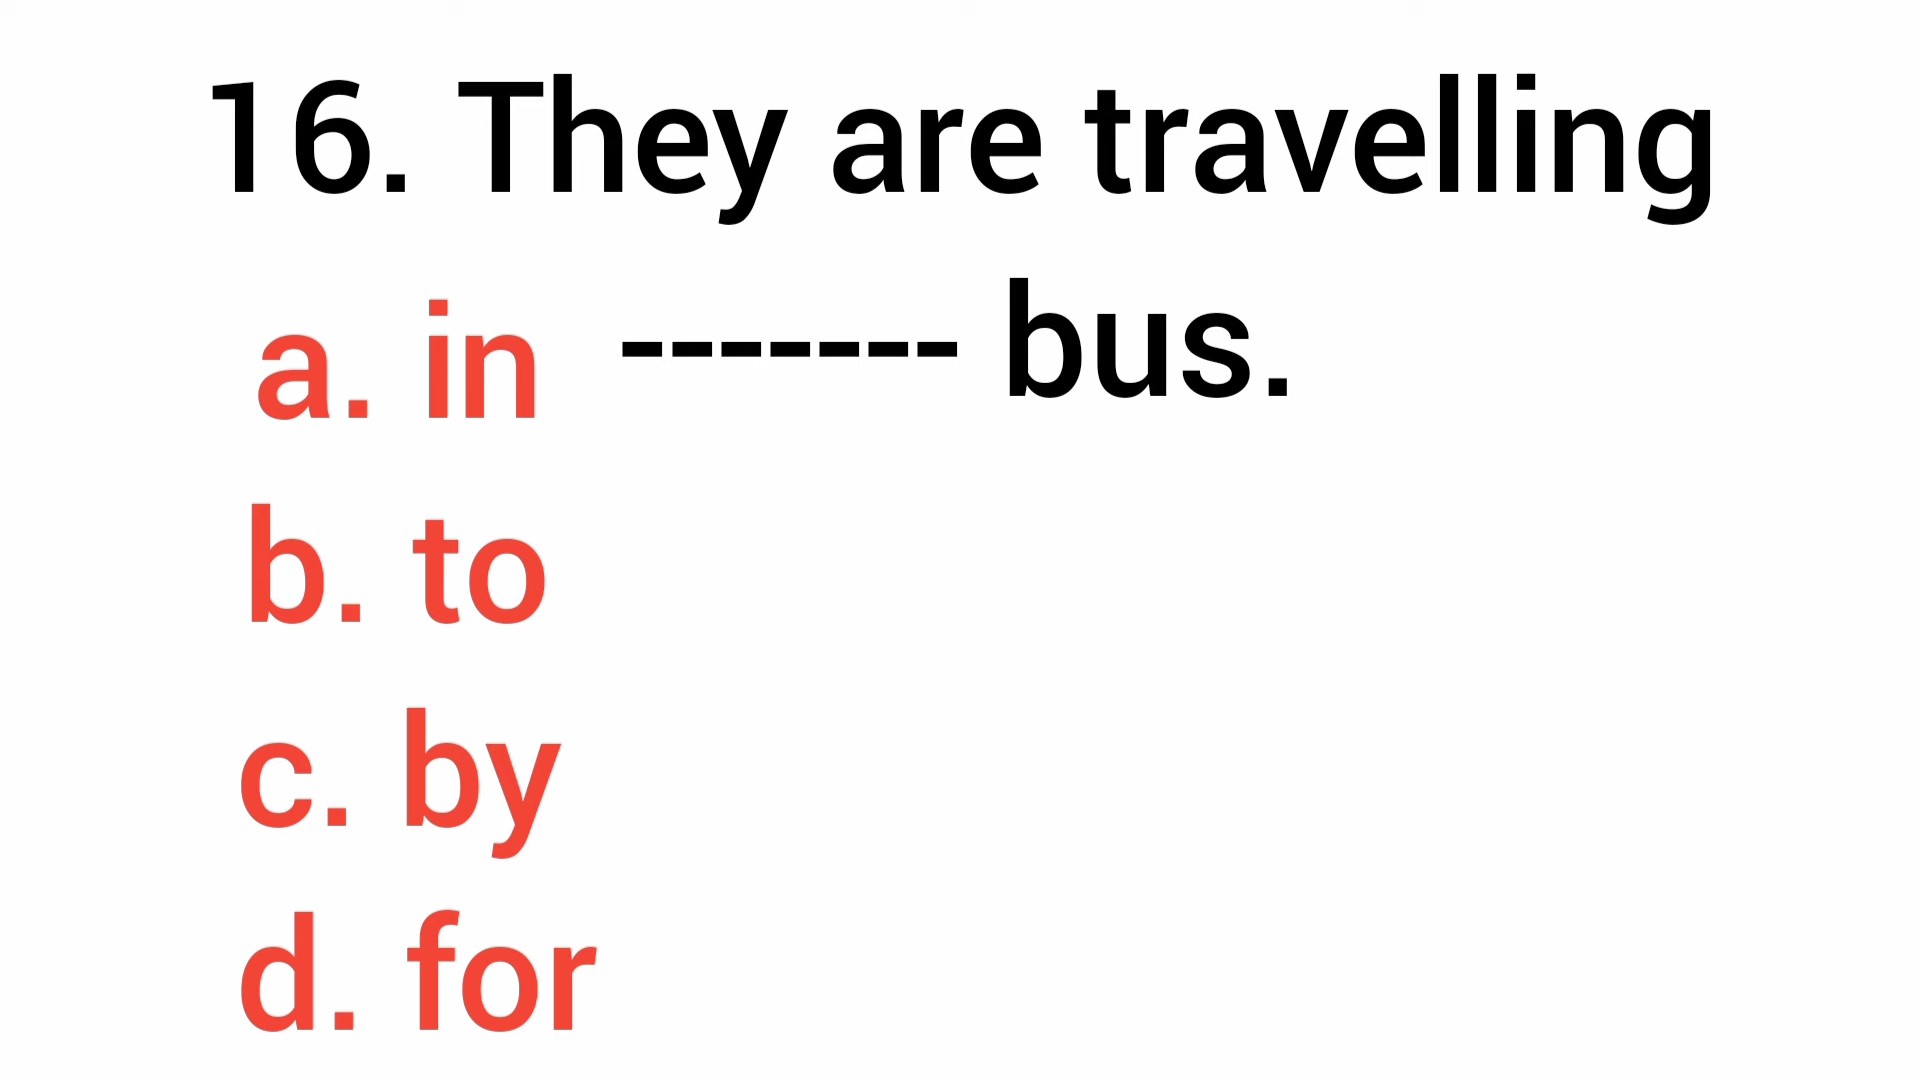 16. They are travelling
------- bus.
a. in
b. to
c. by
d. for